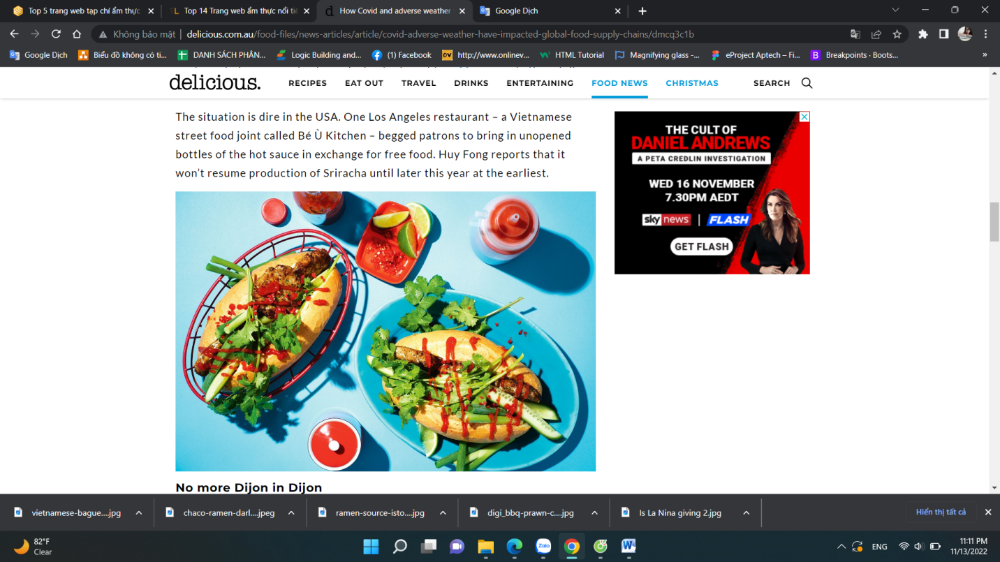 Top 5 trang web tạp chí ẩm thực
Top 14 Trang web ẩm thực nổi tiế
How Covid and adverse weather
Google Dịch
Không bảo mật | delicious.com.au/food-files/news-articles/article/covid-adverse-weather-have-impacted-global-food-supply-chains/dmcq3c1b
Google Dịch
Biểu đồ không có ti...
DANH SÁCH PHÂN...
Logic Building and...
(1) Facebook
http://www.onlinev...
HTML Tutorial
Magnifying glass -...
eProject Aptech – Fi...
Breakpoints · Boots...
»
delicious.
RECIPES
EAT OUT
TRAVEL
DRINKS
ENTERTAINING
FOOD NEWS
CHRISTMAS
SEARCH
The situation is dire in the USA. One Los Angeles restaurant – a Vietnamese
street food joint called Bé Ù Kitchen – begged patrons to bring in unopened
bottles of the hot sauce in exchange for free food. Huy Fong reports that it
won't resume production of Sriracha until later this year at the earliest.
THE CULT OF
DANIEL ANDREWS
A PETA CREDLIN INVESTIGATION
WED 16 NOVEMBER
7.30PM AEDT
sky news | FLASH
GET FLASH
No more Dijon in Dijon
vietnamese-bague....jpg
chaco-ramen-darl....jpeg
ramen-source-isto....jpg
digi_bbq-prawn-c....jpg
Is La Nina giving 2.jpg
Hiển thị tất cả
82°F
Clear
Zalo
ENG
11:11 PM
11/13/2022